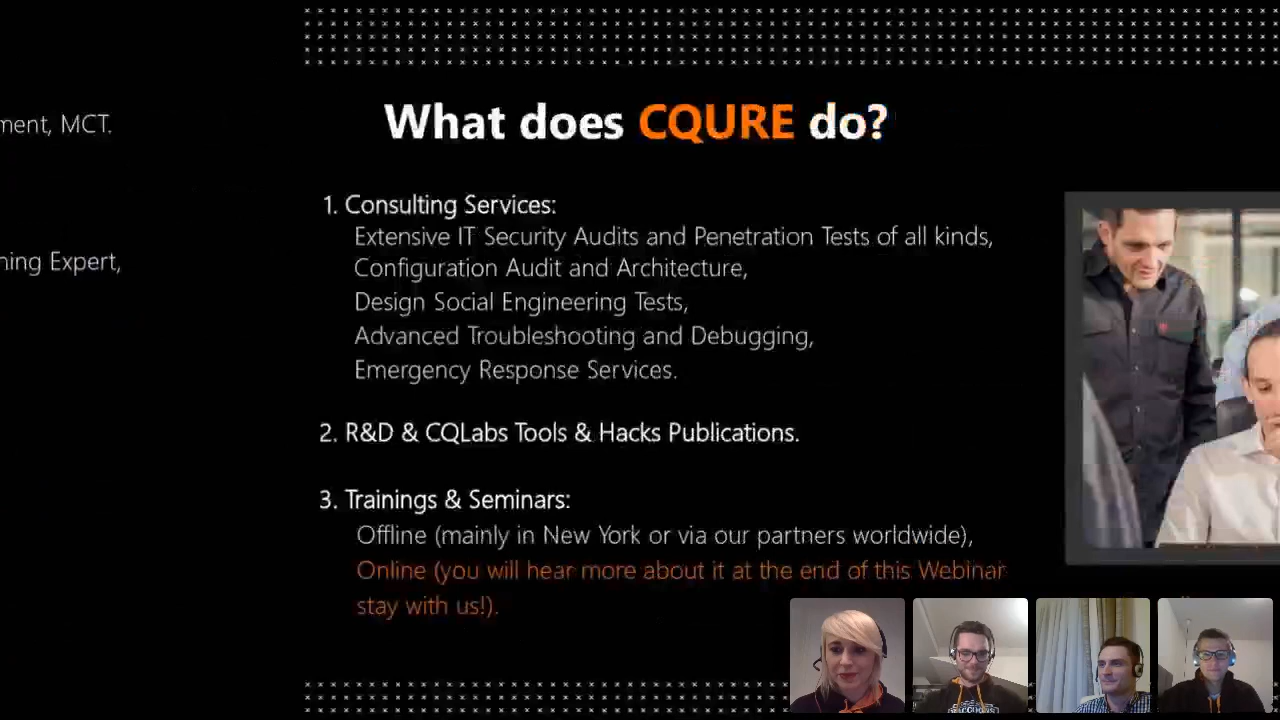 ment, MCT.
ning Expert,
What does CQURE do?
1. Consulting Services:
Extensive IT Security Audits and Penetration Tests of all kinds,
Configuration Audit and Architecture,
Design Social Engineering Tests,
Advanced Troubleshooting and Debugging,
Emergency Response Services.
2. R&D & CQLabs Tools & Hacks Publications.
3. Trainings & Seminars:
Offline (mainly in New York or via our partners worldwide),
Online (you will hear more about it at the end of this Webinar
stay with us!).